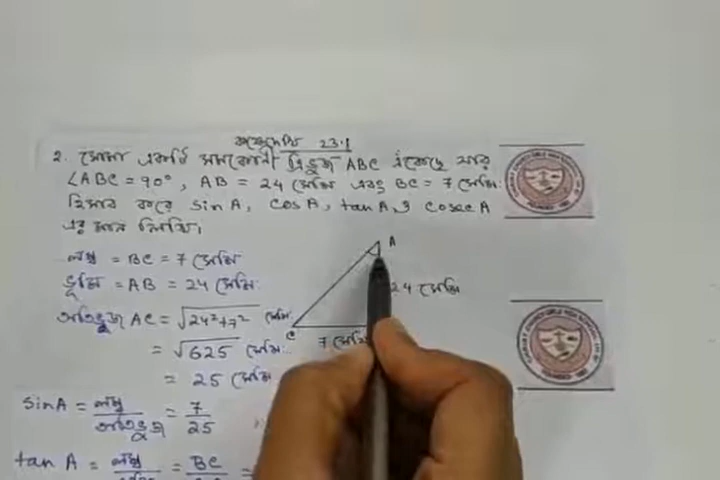 কষে দেখি 23.1
2. সোমা একটি সমকোণী ত্রিভুজ ABC এঁকেছে যার
∠ABC = 90°, AB = 24 সেমি এবং BC = 7 সেমি.
হিসাব করে sin A, cos A, tan A, ও cosec A
এর মান লিখি।
লম্ব = BC = 7 সেমি
ভূমি = AB = 24 সেমি
অতিভুজ AC = √24²+7² সেমি.
= √625 সেমি.
= 25 সেমি
A
24 সেমি
C
7 সেমি
sin A = লম্ব/অতিভুজ = 7/25
tan A = লম্ব = BC =